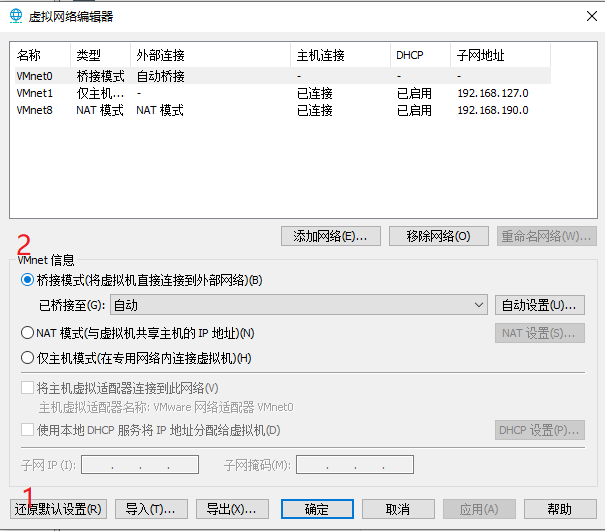 虚拟网络编辑器
名称 类型 外部连接 主机连接 DHCP 子网地址
VMnet0 桥接模式 自动桥接 - - -
VMnet1 仅主机... - 已连接 已启用 192.168.127.0
VMnet8 NAT 模式 NAT 模式 已连接 已启用 192.168.190.0
添加网络(E)... 移除网络(O) 重命名网络(W)...
2
VMnet 信息
桥接模式(将虚拟机直接连接到外部网络)(B)
已桥接至(G): 自动 自动设置(U)...
NAT 模式(与虚拟机共享主机的 IP 地址)(N) NAT 设置(S)...
仅主机模式(在专用网络内连接虚拟机)(H)
将主机虚拟适配器连接到此网络(V)
主机虚拟适配器名称: VMware 网络适配器 VMnet0
使用本地 DHCP 服务将 IP 地址分配给虚拟机(D) DHCP 设置(P)...
子网 IP (I): . . . 子网掩码(M): . . .
1
还原默认设置(R) 导入(T)... 导出(X)... 确定 取消 应用(A) 帮助